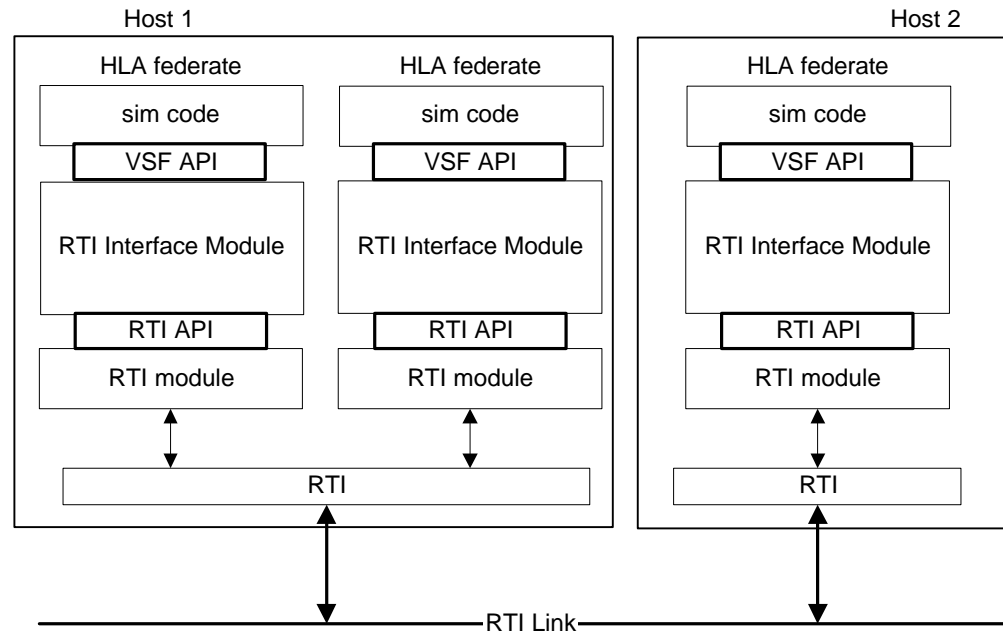 Host 1
Host 2
HLA federate
HLA federate
HLA federate
sim code
sim code
sim code
VSF API
VSF API
VSF API
RTI Interface Module
RTI Interface Module
RTI Interface Module
RTI API
RTI API
RTI API
RTI module
RTI module
RTI module
RTI
RTI
RTI Link